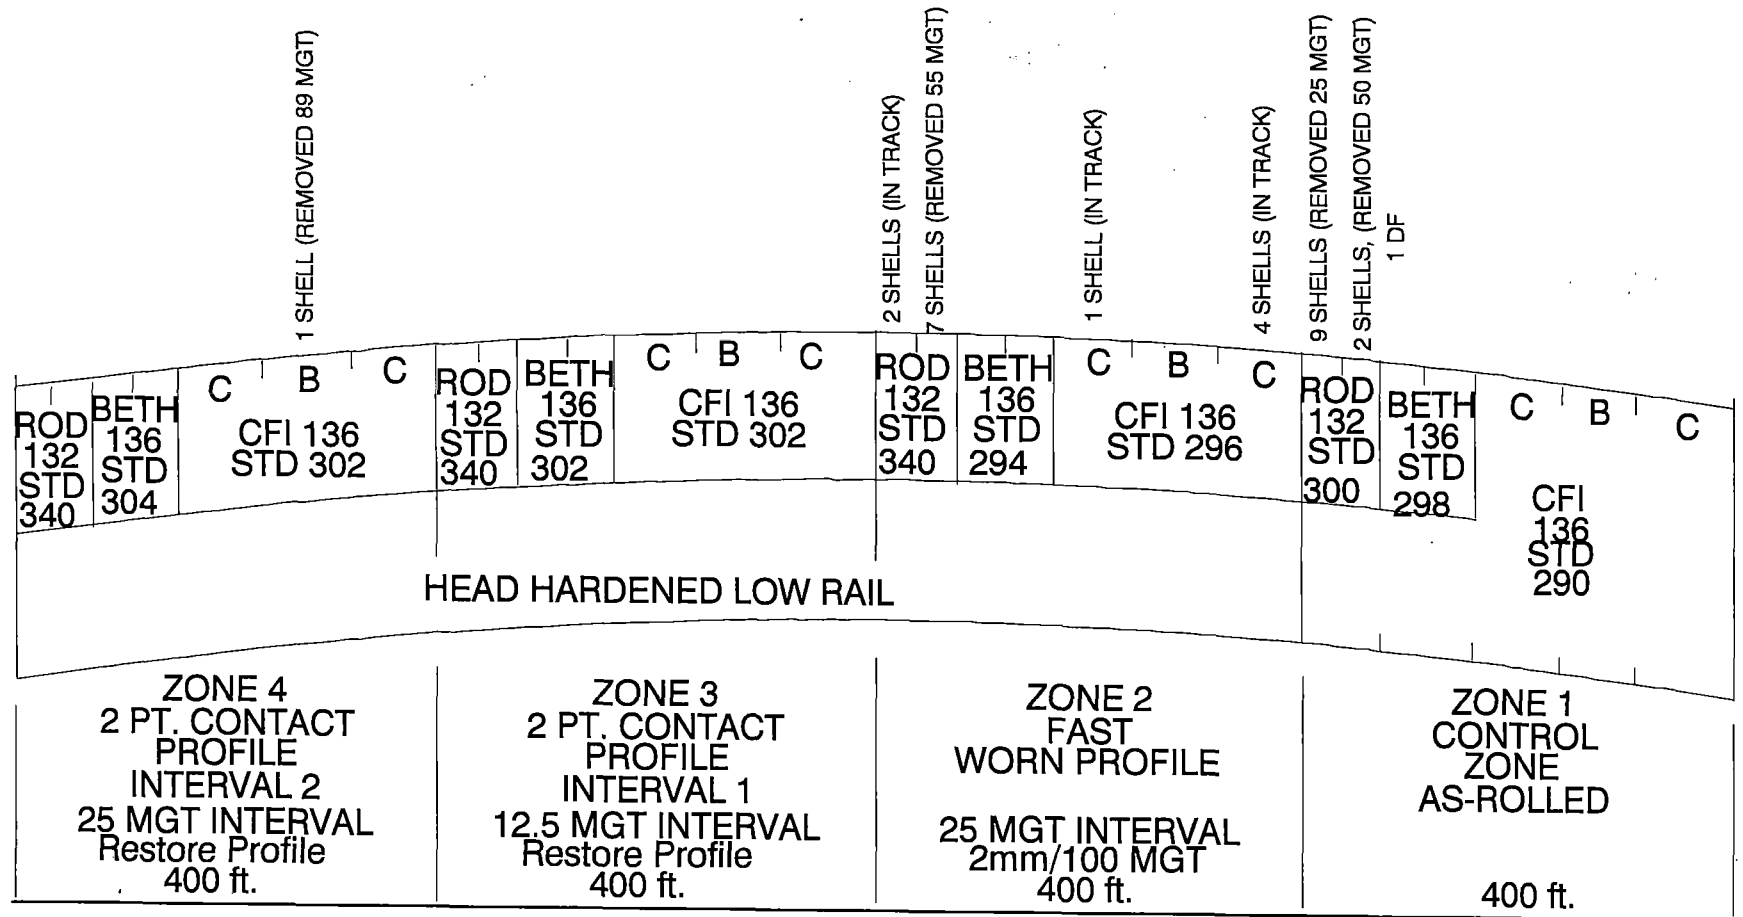 1 SHELL (REMOVED 89 MGT)
2 SHELLS (IN TRACK)
7 SHELLS (REMOVED 55 MGT)
1 SHELL (IN TRACK)
4 SHELLS (IN TRACK)
9 SHELLS (REMOVED 25 MGT)
2 SHELLS, (REMOVED 50 MGT)
1 DF
ROD
132
STD
340
BETH
136
STD
304
C B C
CFI 136
STD 302
ROD
132
STD
340
BETH
136
STD
302
C B C
CFI 136
STD 302
ROD
132
STD
340
BETH
136
STD
294
C B C
CFI 136
STD 296
ROD
132
STD
300
BETH
136
STD
298
C B C
CFI
136
STD
290
HEAD HARDENED LOW RAIL
ZONE 4
2 PT. CONTACT
PROFILE
INTERVAL 2
25 MGT INTERVAL
Restore Profile
400 ft.
ZONE 3
2 PT. CONTACT
PROFILE
INTERVAL 1
12.5 MGT INTERVAL
Restore Profile
400 ft.
ZONE 2
FAST
WORN PROFILE
25 MGT INTERVAL
2mm/100 MGT
400 ft.
ZONE 1
CONTROL
ZONE
AS-ROLLED
400 ft.